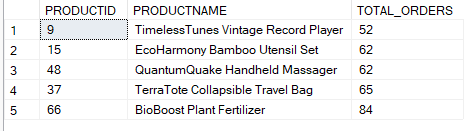 PRODUCTID PRODUCTNAME TOTAL_ORDERS
1 9 TimelessTunes Vintage Record Player 52
2 15 EcoHarmony Bamboo Utensil Set 62
3 48 QuantumQuake Handheld Massager 62
4 37 TerraTote Collapsible Travel Bag 65
5 66 BioBoost Plant Fertilizer 84